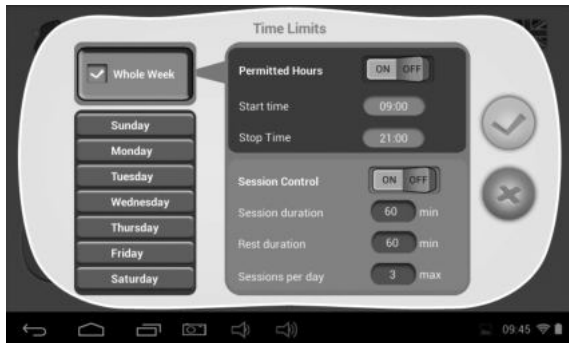 Time Limits
Whole Week
Sunday
Monday
Tuesday
Wednesday
Thursday
Friday
Saturday
Permitted Hours ON OFF
Start time 09:00
Stop Time 21:00
Session Control ON OFF
Session duration 60 min
Rest duration 60 min
Sessions per day 3 max
09:45